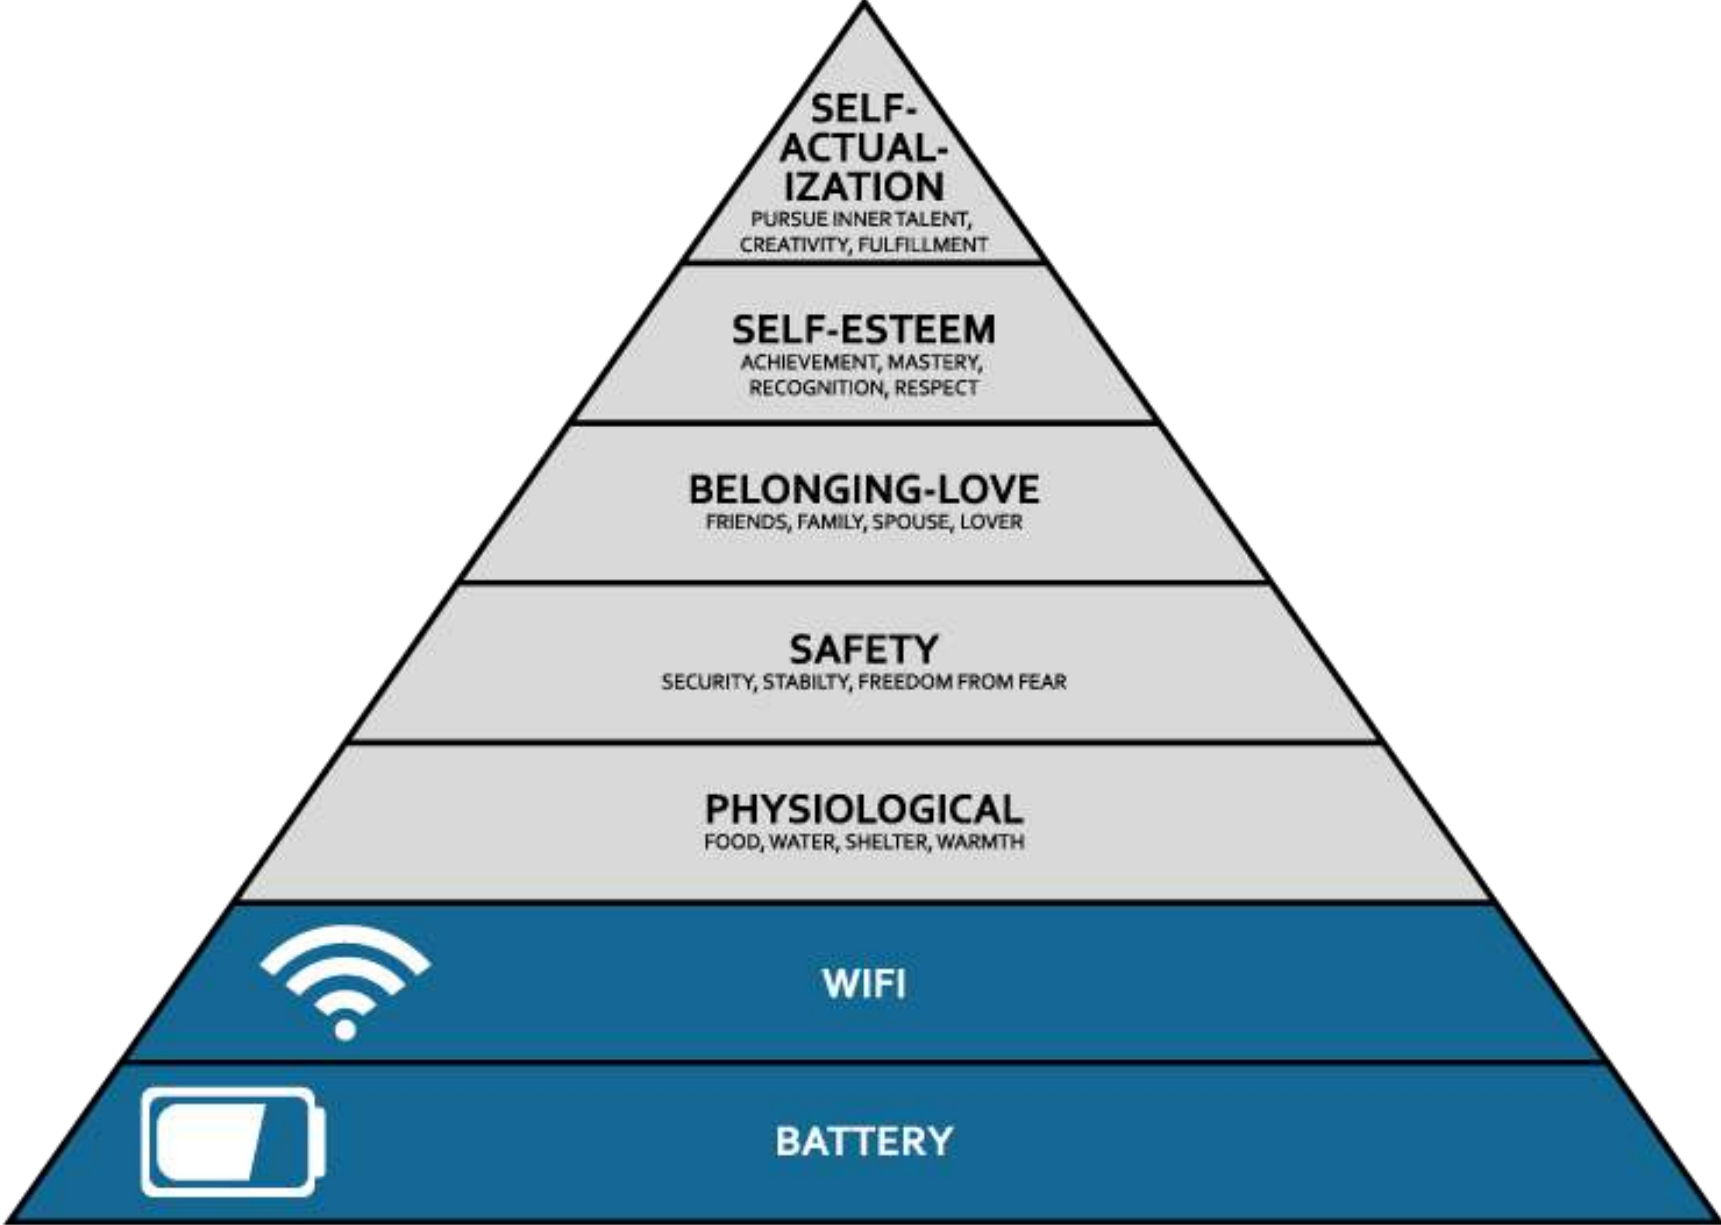 SELF-
ACTUAL-
IZATION
PURSUE INNER TALENT,
CREATIVITY, FULFILLMENT
SELF-ESTEEM
ACHIEVEMENT, MASTERY,
RECOGNITION, RESPECT
BELONGING-LOVE
FRIENDS, FAMILY, SPOUSE, LOVER
SAFETY
SECURITY, STABILTY, FREEDOM FROM FEAR
PHYSIOLOGICAL
FOOD, WATER, SHELTER, WARMTH
WIFI
BATTERY